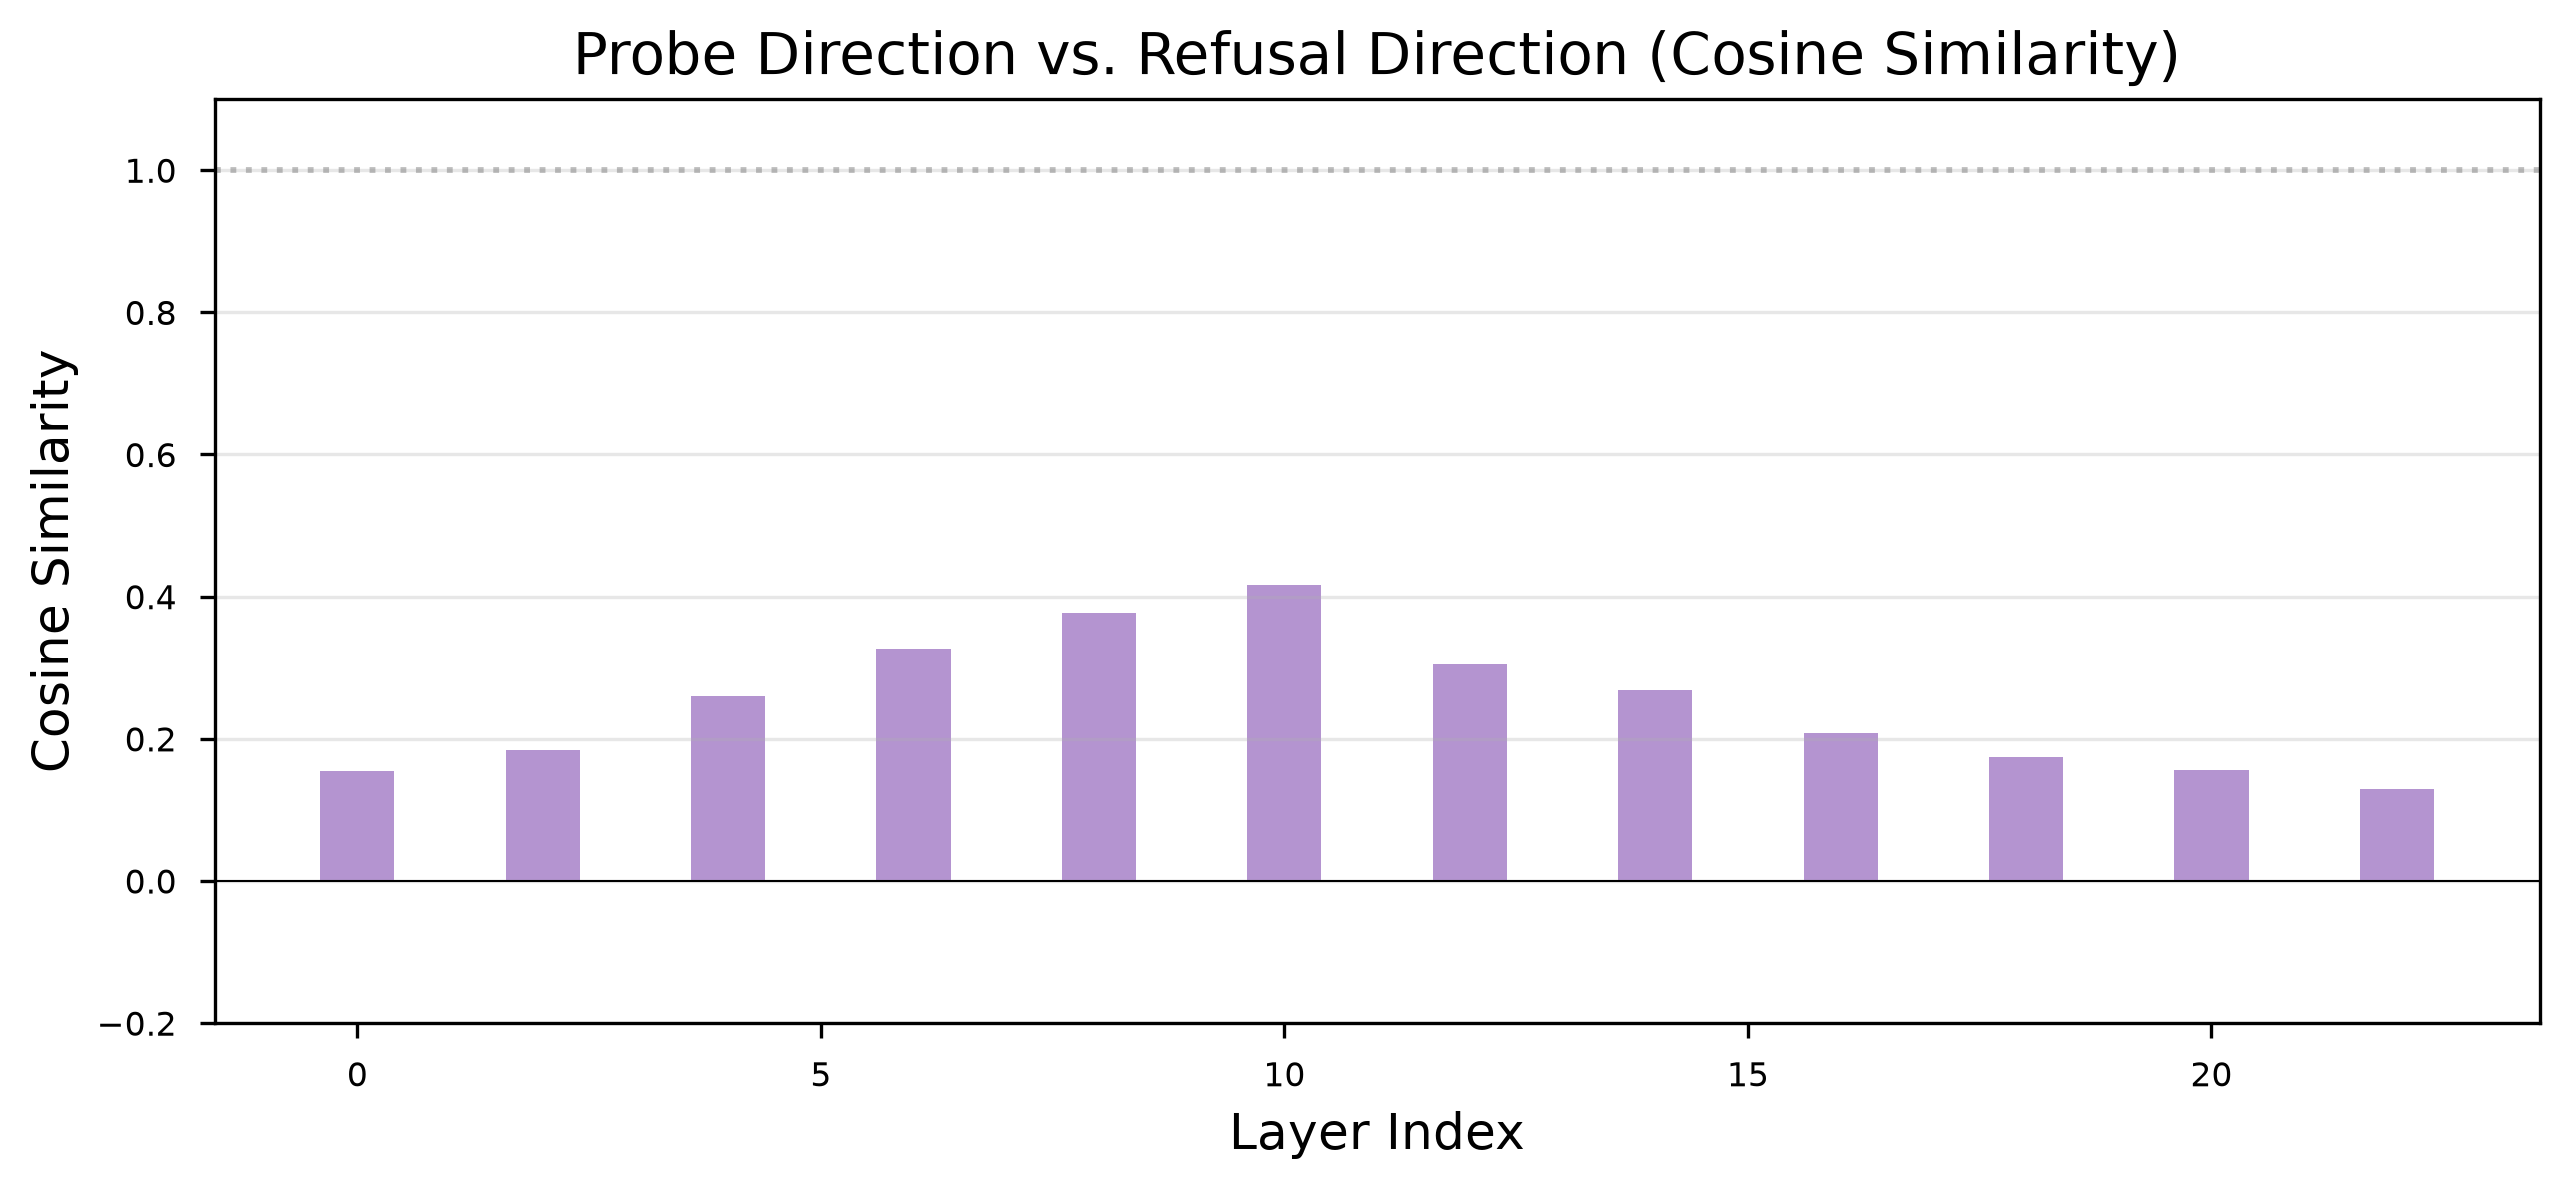 Probe Direction vs. Refusal Direction (Cosine Similarity)
Cosine Similarity
1.0
0.8
0.6
0.4
0.2
0.0
−0.2
0 5 10 15 20
Layer Index